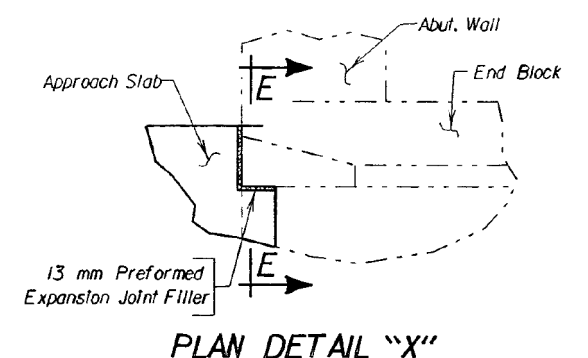 Abut. Wall
End Block
Approach Slab
E
E
13 mm Preformed
Expansion Joint Filler
PLAN DETAIL "X"